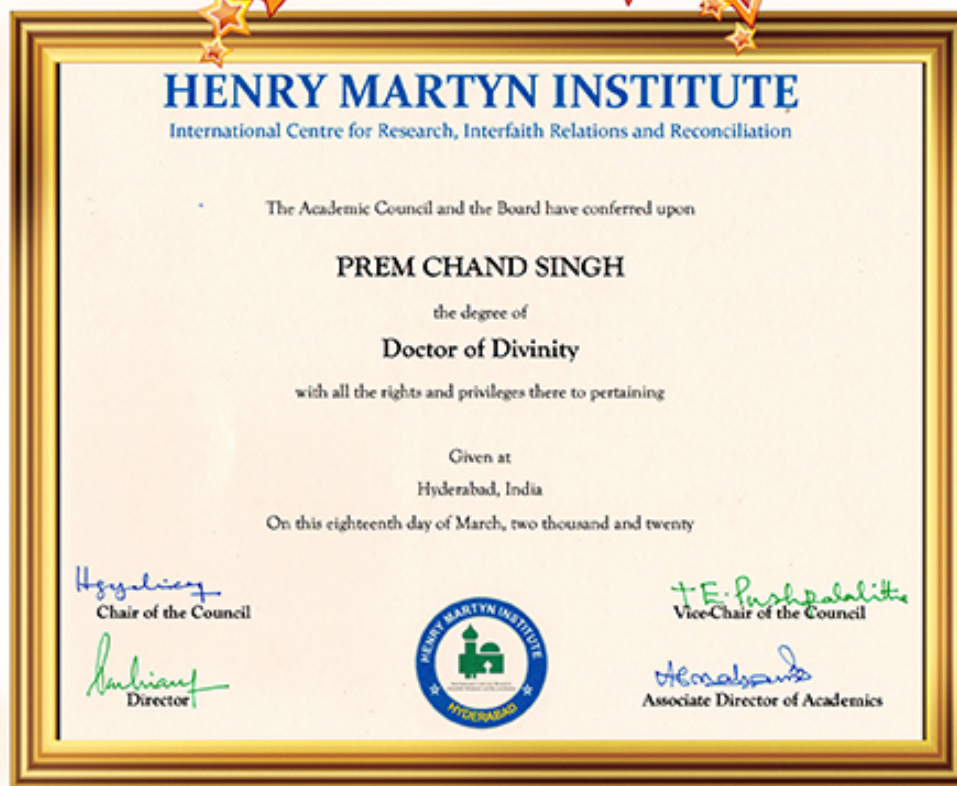 HENRY MARTYN INSTITUTE
International Centre for Research, Interfaith Relations and Reconciliation
The Academic Council and the Board have conferred upon
PREM CHAND SINGH
the degree of
Doctor of Divinity
with all the rights and privileges there to pertaining
Given at
Hyderabad, India
On this eighteenth day of March, two thousand and twenty
T E. Pushpalalitha
Chair of the Council
Vice-Chair of the Council
Director
Associate Director of Academics
HENRY MARTYN INSTITUTE
HYDERABAD